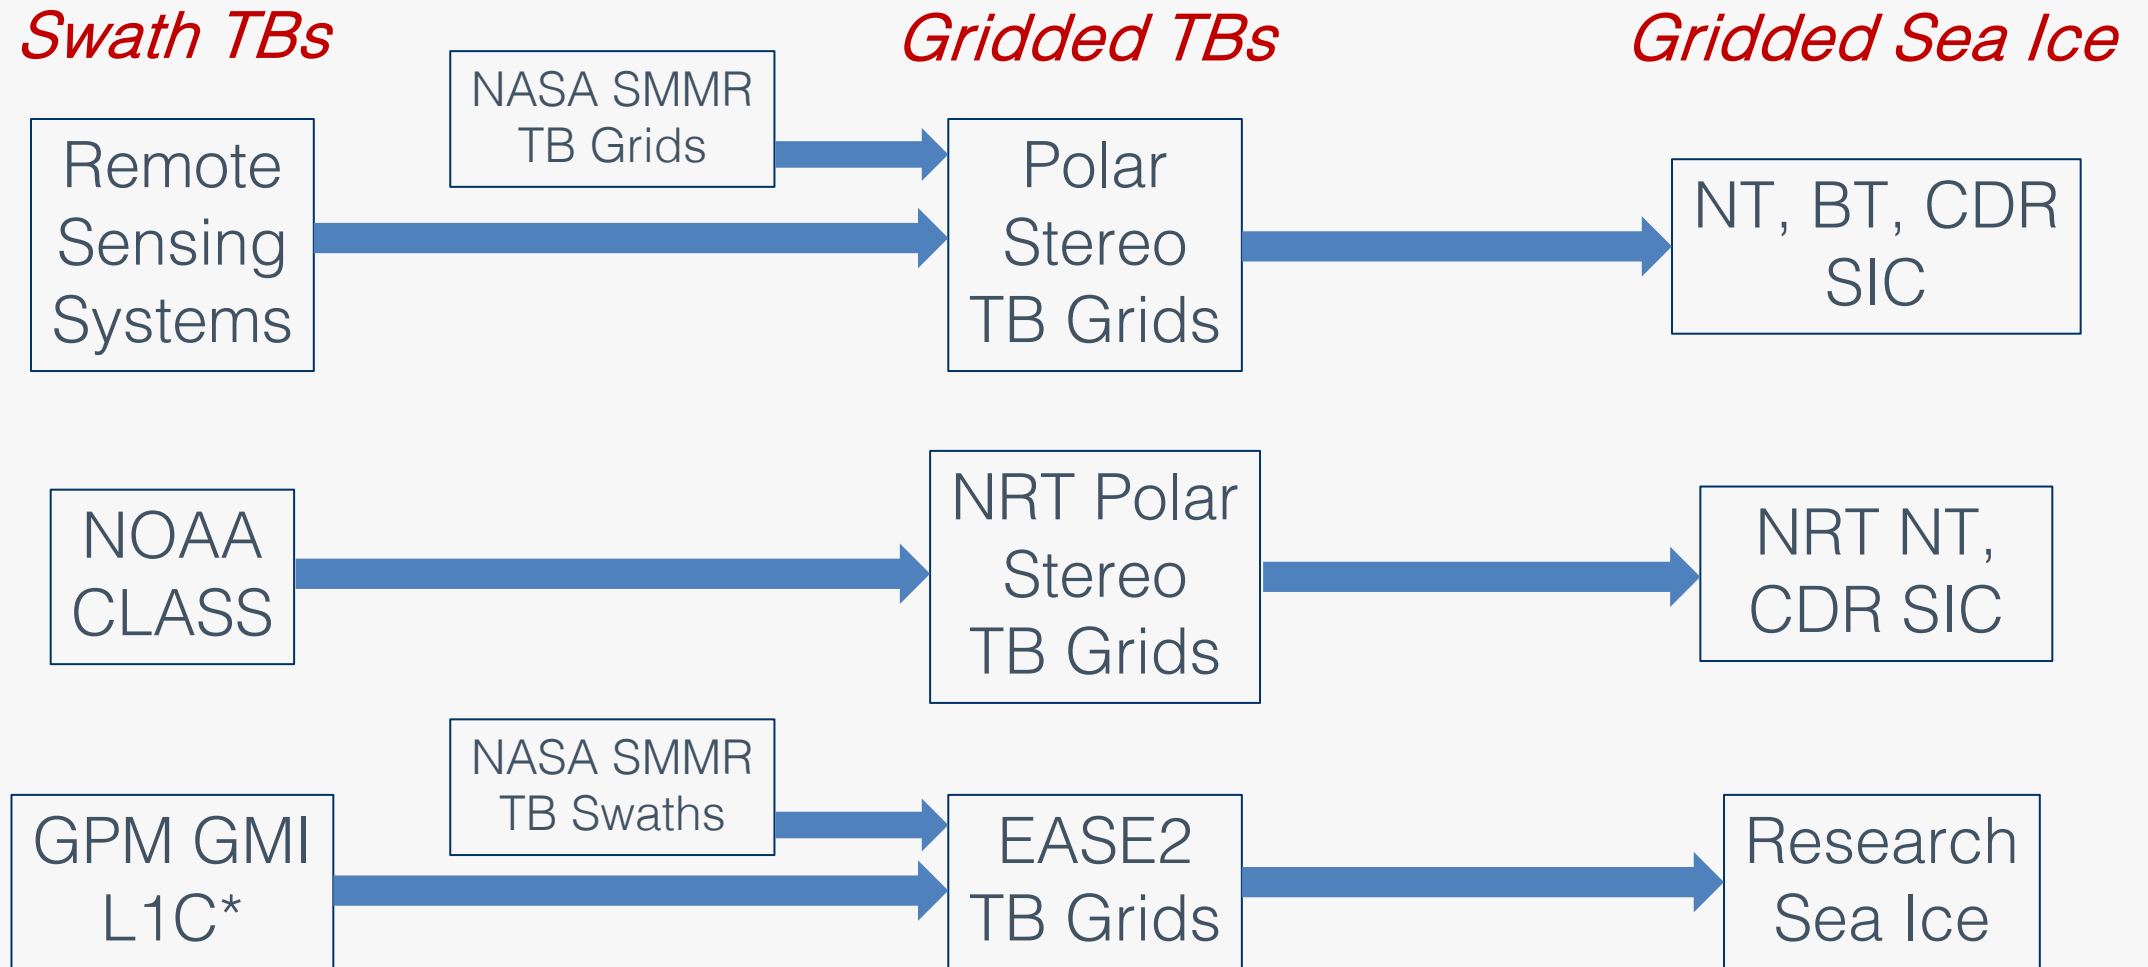 Swath TBs
Gridded TBs
Gridded Sea Ice
NASA SMMR
TB Grids
Remote
Sensing
Systems
Polar
Stereo
TB Grids
NT, BT, CDR
SIC
NOAA
CLASS
NRT Polar
Stereo
TB Grids
NRT NT,
CDR SIC
NASA SMMR
TB Swaths
GPM GMI
L1C*
EASE2
TB Grids
Research
Sea Ice